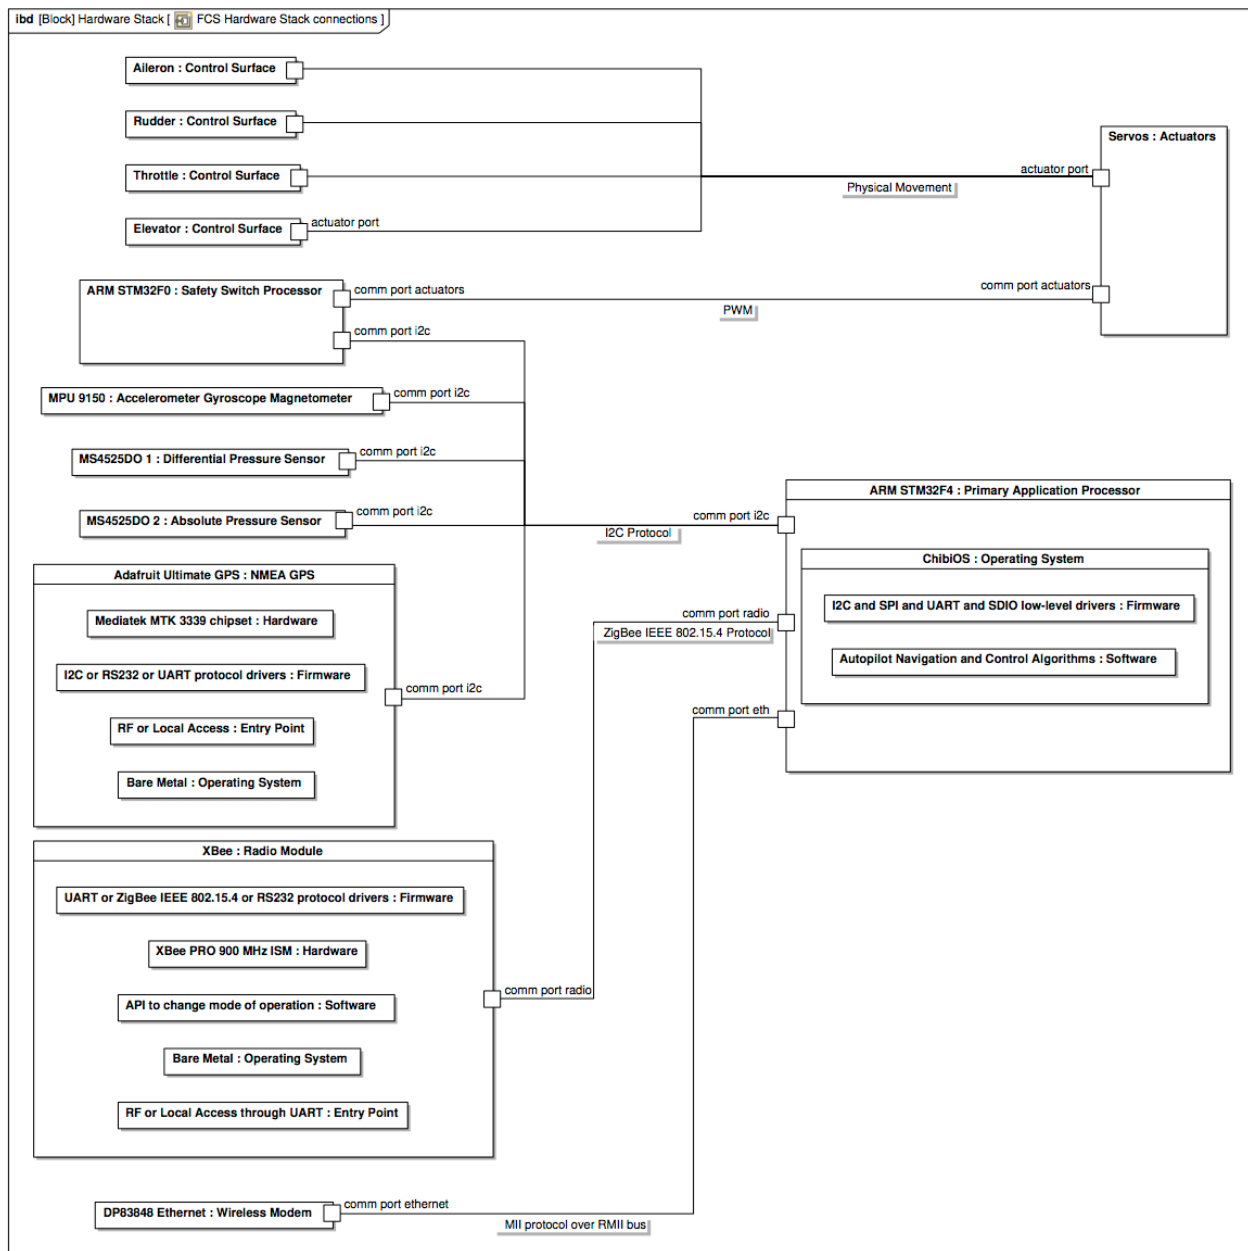 ibd [Block] Hardware Stack [ FCS Hardware Stack connections ]
Aileron : Control Surface
Rudder : Control Surface
Servos : Actuators
Throttle : Control Surface
actuator port
Physical Movement
Elevator : Control Surface
actuator port
ARM STM32F0 : Safety Switch Processor
comm port actuators
comm port actuators
PWM
comm port i2c
MPU 9150 : Accelerometer Gyroscope Magnetometer
comm port i2c
MS4525DO 1 : Differential Pressure Sensor
comm port i2c
MS4525DO 2 : Absolute Pressure Sensor
comm port i2c
I2C Protocol
comm port i2c
ARM STM32F4 : Primary Application Processor
ChibiOS : Operating System
I2C and SPI and UART and SDIO low-level drivers : Firmware
Autopilot Navigation and Control Algorithms : Software
comm port radio
ZigBee IEEE 802.15.4 Protocol
comm port eth
Adafruit Ultimate GPS : NMEA GPS
Mediatek MTK 3339 chipset : Hardware
I2C or RS232 or UART protocol drivers : Firmware
comm port i2c
RF or Local Access : Entry Point
Bare Metal : Operating System
XBee : Radio Module
UART or ZigBee IEEE 802.15.4 or RS232 protocol drivers : Firmware
XBee PRO 900 MHz ISM : Hardware
comm port radio
API to change mode of operation : Software
Bare Metal : Operating System
RF or Local Access through UART : Entry Point
DP83848 Ethernet : Wireless Modem
comm port ethernet
MII protocol over RMII bus